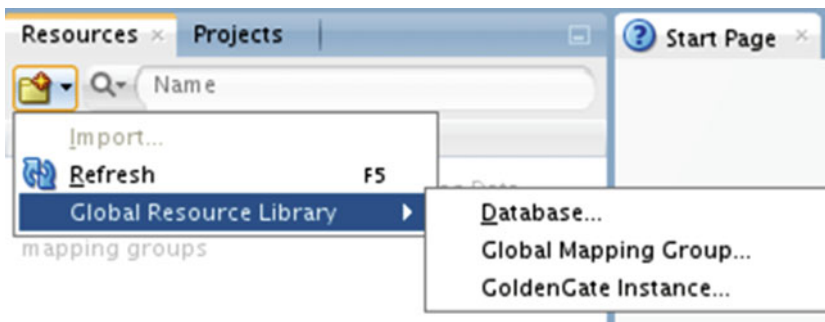 Resources × Projects
Start Page ×
Name
Import...
Refresh F5
Global Resource Library
Database...
Global Mapping Group...
GoldenGate Instance...
mapping groups